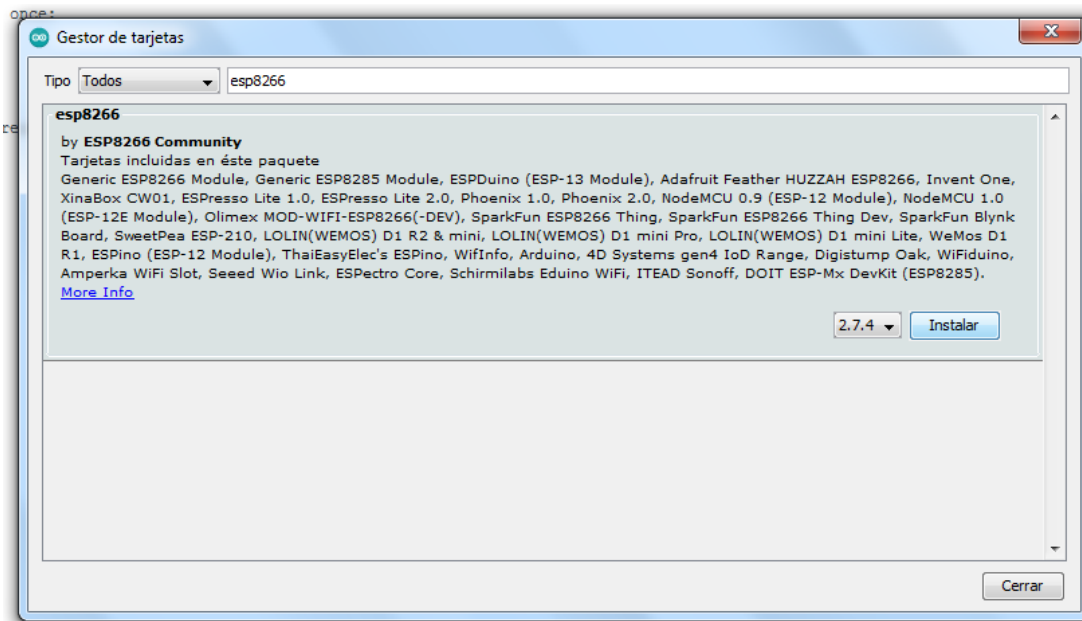 once:
Gestor de tarjetas
Tipo Todos esp8266
esp8266
re
by ESP8266 Community
Tarjetas incluidas en éste paquete
Generic ESP8266 Module, Generic ESP8285 Module, ESPDuino (ESP-13 Module), Adafruit Feather HUZZAH ESP8266, Invent One,
XinaBox CW01, ESPresso Lite 1.0, ESPresso Lite 2.0, Phoenix 1.0, Phoenix 2.0, NodeMCU 0.9 (ESP-12 Module), NodeMCU 1.0
(ESP-12E Module), Olimex MOD-WIFI-ESP8266(-DEV), SparkFun ESP8266 Thing, SparkFun ESP8266 Thing Dev, SparkFun Blynk
Board, SweetPea ESP-210, LOLIN(WEMOS) D1 R2 & mini, LOLIN(WEMOS) D1 mini Pro, LOLIN(WEMOS) D1 mini Lite, WeMos D1
R1, ESPino (ESP-12 Module), ThaiEasyElec's ESPino, WifInfo, Arduino, 4D Systems gen4 IoD Range, Digistump Oak, WiFiduino,
Amperka WiFi Slot, Seeed Wio Link, ESPectro Core, Schirmilabs Eduino WiFi, ITEAD Sonoff, DOIT ESP-Mx DevKit (ESP8285).
More Info
2.7.4 Instalar
Cerrar